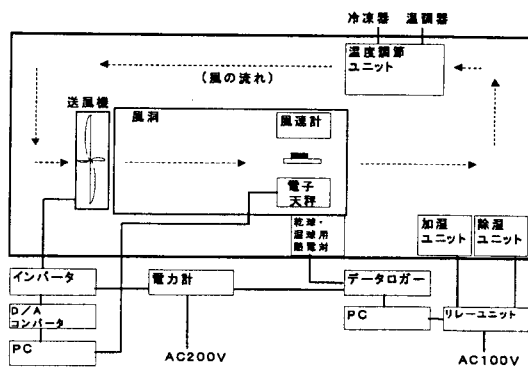 冷凍器 温調器
温度調節
ユニット
(風の流れ)
送風機
風洞
風速計
電子
天秤
乾球・
湿球用
熱電対
加湿
ユニット
除湿
ユニット
インバータ
電力計
データロガー
D/A
コンバータ
PC
リレーユニット
PC
AC200V
AC100V